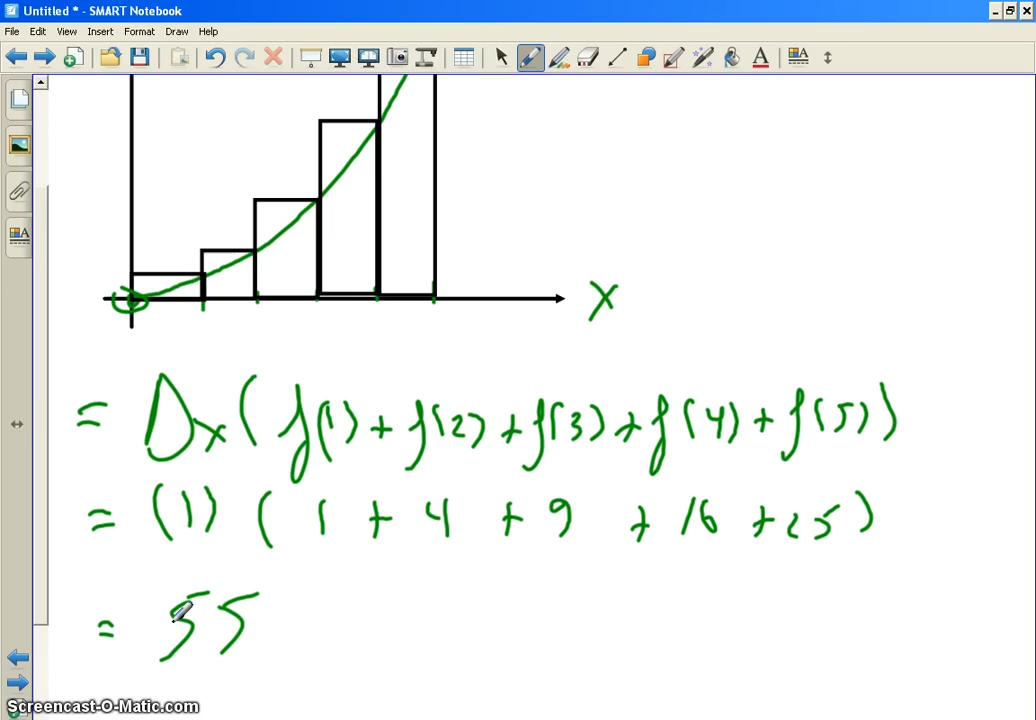 Untitled * - SMART Notebook
File Edit View Insert Format Draw Help
x
= Δx ( f(1) + f(2) + f(3) + f(4) + f(5) )
= (1) ( 1 + 4 + 9 + 16 + 25 )
= 55
Screencast-O-Matic.com